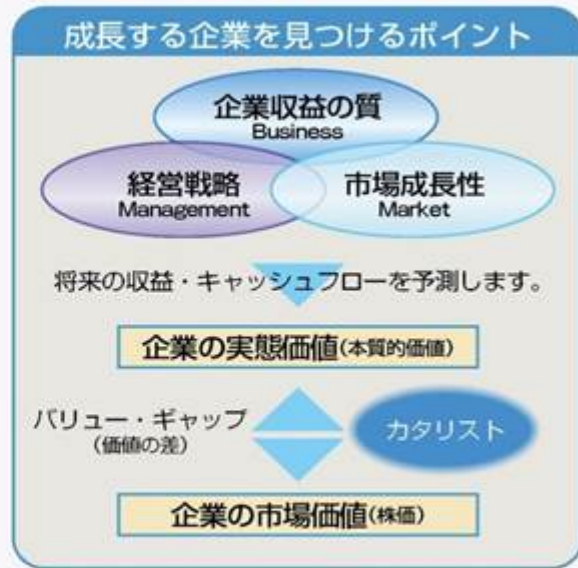 成長する企業を見つけるポイント
企業収益の質
Business
経営戦略
Management
市場成長性
Market
将来の収益・キャッシュフローを予測します。
企業の実態価値(本質的価値)
バリュー・ギャップ
(価値の差)
カタリスト
企業の市場価値(株価)